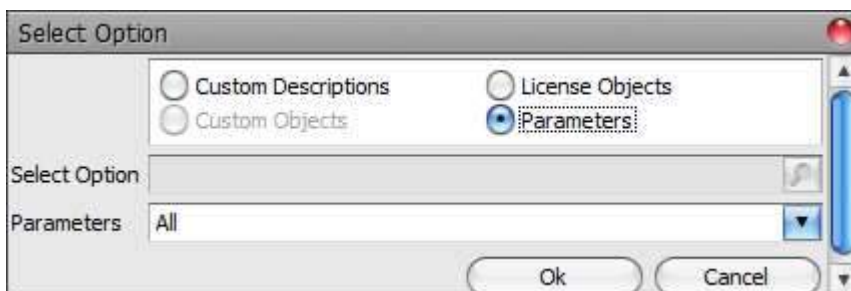 Select Option
Custom Descriptions License Objects
Custom Objects Parameters
Select Option
Parameters All
Ok Cancel